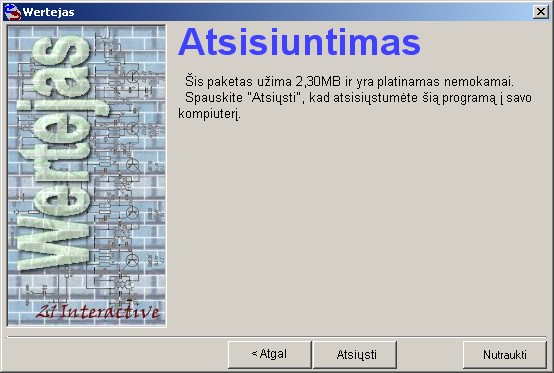 Wertejas
Wertejas
21 Interactive
Atsisiuntimas
Šis paketas užima 2,30MB ir yra platinamas nemokamai.
Spauskite "Atsiųsti", kad atsisiųstumėte šią programą į savo
kompiuterį.
< Atgal
Atsiųsti
Nutraukti